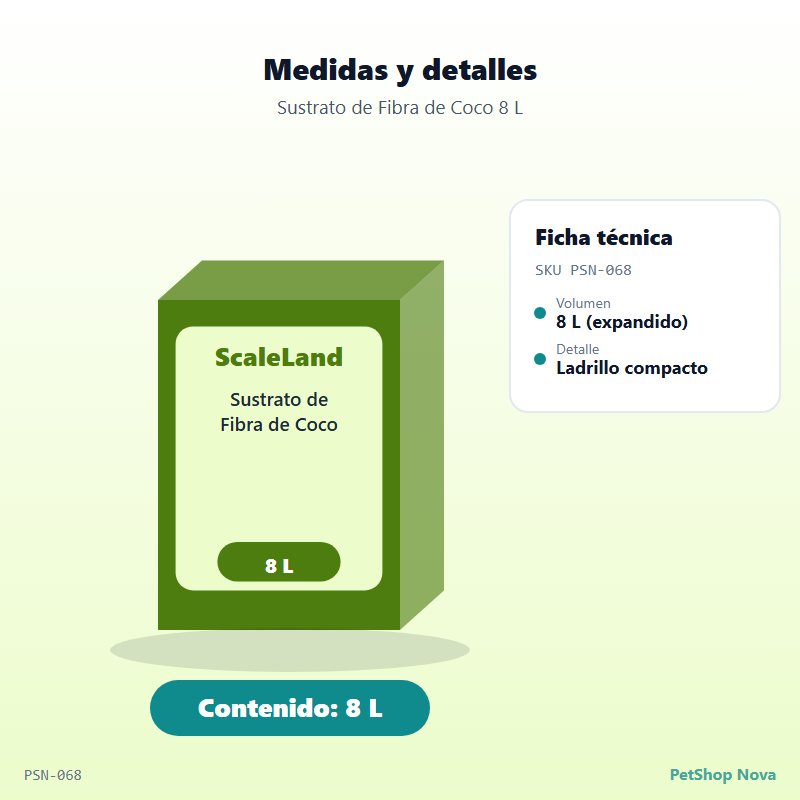 Medidas y detalles
Sustrato de Fibra de Coco 8 L
Ficha técnica
SKU PSN-068
Volumen
8 L (expandido)
Detalle
Ladrillo compacto
ScaleLand
Sustrato de
Fibra de Coco
8 L
Contenido: 8 L
PSN-068
PetShop Nova